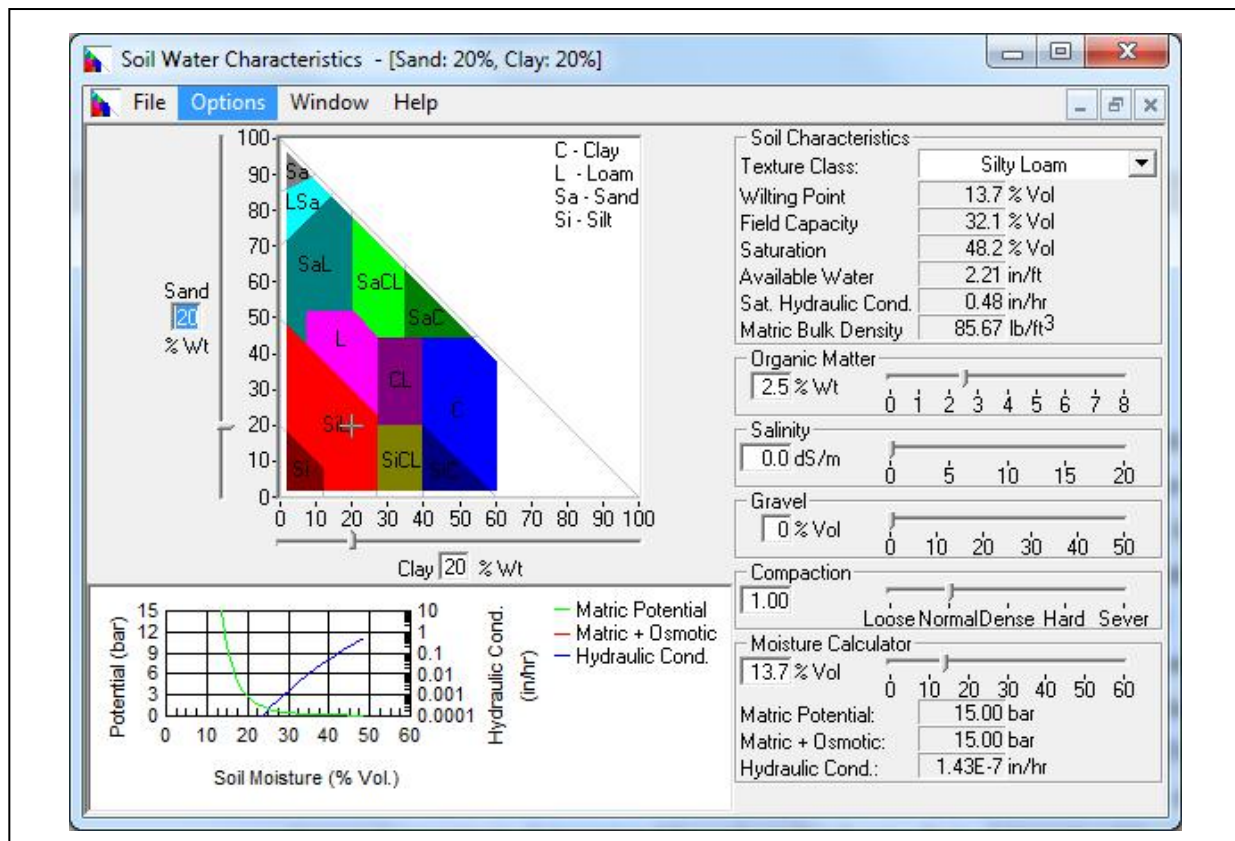 Soil Water Characteristics - [Sand: 20%, Clay: 20%]
File Options Window Help
Sand
20
% Wt
100
90
80
70
60
50
40
30
20
10
0
C - Clay
L - Loam
Sa - Sand
Si - Silt
Sa
LSa
SaL
SaCL
SaC
L
CL
C
SiL
Si
SiCL
SiC
0 10 20 30 40 50 60 70 80 90 100
Clay 20 % Wt
Potential (bar)
15
12
9
6
3
0
10
1
0.1
0.01
0.001
0.0001
Hydraulic Cond.
(in/hr)
0 10 20 30 40 50 60
Soil Moisture (% Vol.)
Matric Potential
Matric + Osmotic
Hydraulic Cond.
Soil Characteristics
Texture Class: Silty Loam
Wilting Point 13.7 % Vol
Field Capacity 32.1 % Vol
Saturation 48.2 % Vol
Available Water 2.21 in/ft
Sat. Hydraulic Cond. 0.48 in/hr
Matric Bulk Density 85.67 lb/ft3
Organic Matter
2.5 % Wt
0 1 2 3 4 5 6 7 8
Salinity
0.0 dS/m
0 5 10 15 20
Gravel
0 % Vol
0 10 20 30 40 50
Compaction
1.00
Loose Normal Dense Hard Sever
Moisture Calculator
13.7 % Vol
0 10 20 30 40 50 60
Matric Potential: 15.00 bar
Matric + Osmotic: 15.00 bar
Hydraulic Cond.: 1.43E-7 in/hr